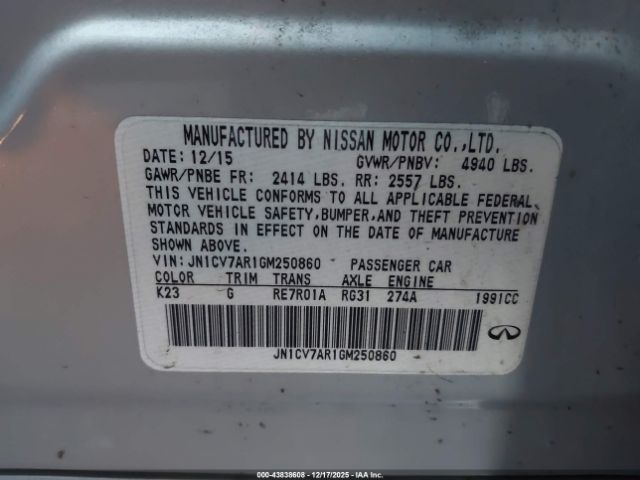 MANUFACTURED BY NISSAN MOTOR CO.,LTD.
DATE: 12/15 GVWR/PNBV: 4940 LBS.
GAWR/PNBE FR: 2414 LBS. RR: 2557 LBS.
THIS VEHICLE CONFORMS TO ALL APPLICABLE FEDERAL
MOTOR VEHICLE SAFETY,BUMPER,AND THEFT PREVENTION
STANDARDS IN EFFECT ON THE DATE OF MANUFACTURE
SHOWN ABOVE.
VIN:JN1CV7AR1GM250860 PASSENGER CAR
COLOR TRIM TRANS AXLE ENGINE
K23 G RE7R01A RG31 274A 1991CC
JN1CV7AR1GM250860
000-43838608 - 12/17/2025 - IAAI.com